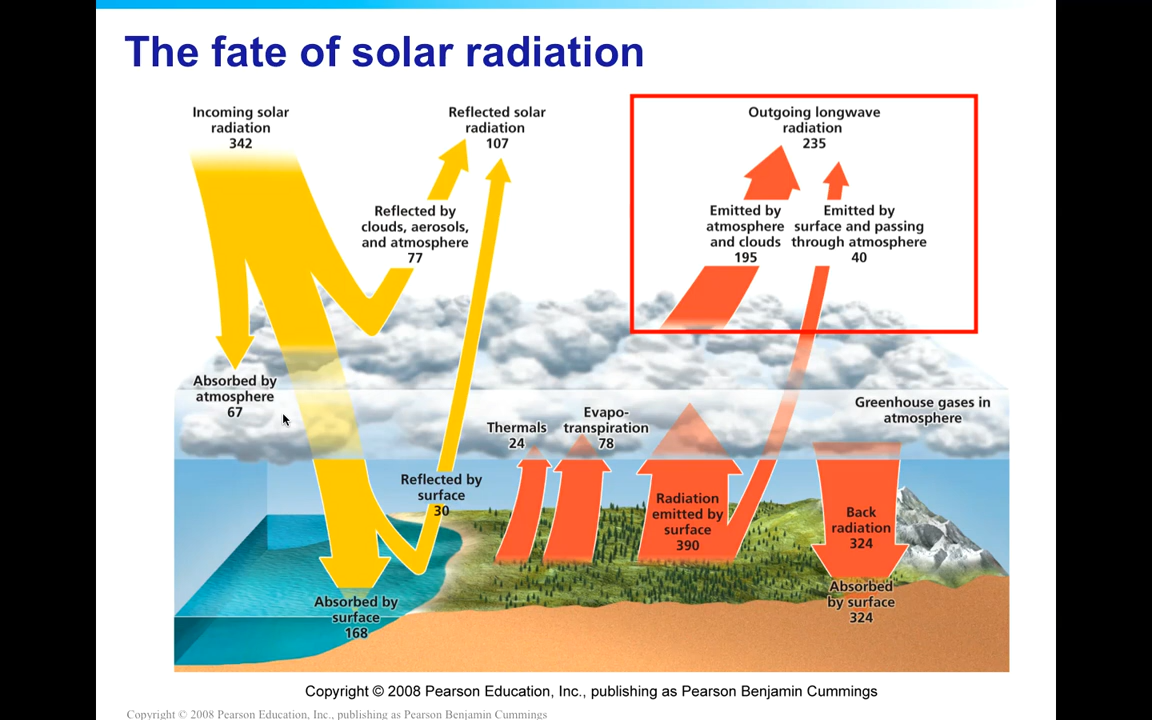 The fate of solar radiation
Incoming solar
radiation
342
Reflected solar
radiation
107
Outgoing longwave
radiation
235
Reflected by
clouds, aerosols,
and atmosphere
77
Emitted by
atmosphere
and clouds
195
Emitted by
surface and passing
through atmosphere
40
Absorbed by
atmosphere
67
Thermals
24
Evapo-
transpiration
78
Greenhouse gases in
atmosphere
Reflected by
surface
30
Radiation
emitted by
surface
390
Back
radiation
324
Absorbed by
surface
168
Absorbed
by surface
324
Copyright © 2008 Pearson Education, Inc., publishing as Pearson Benjamin Cummings
Copyright © 2008 Pearson Education, Inc., publishing as Pearson Benjamin Cummings